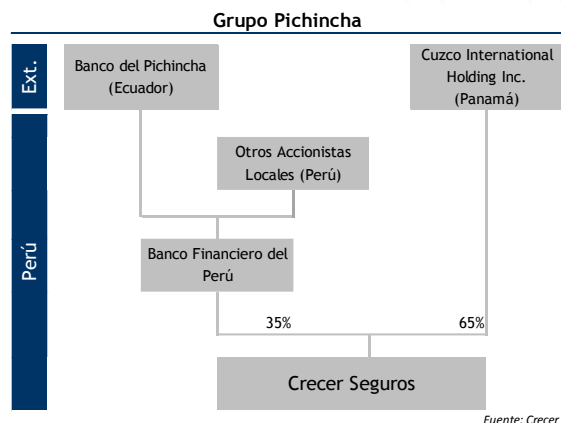 Grupo Pichincha
Ext.
Banco del Pichincha
(Ecuador)
Cuzco International
Holding Inc.
(Panamá)
Perú
Otros Accionistas
Locales (Perú)
Banco Financiero del
Perú
35%
65%
Crecer Seguros
Fuente: Crecer